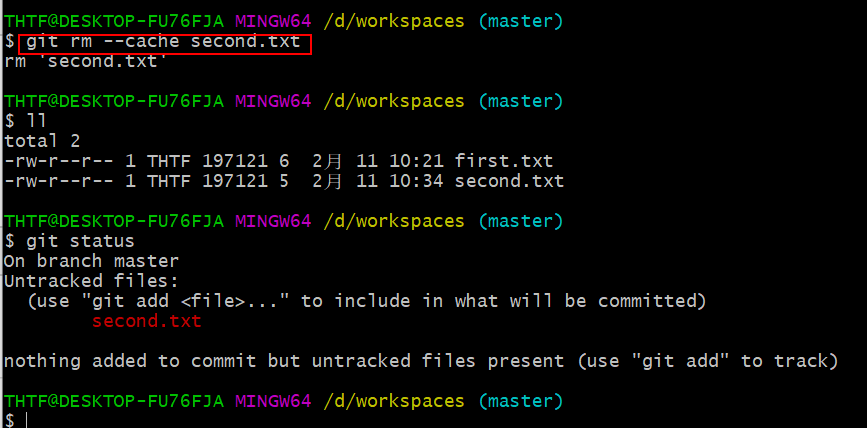 THTF@DESKTOP-FU76FJA MINGW64 /d/workspaces (master)
$ git rm --cache second.txt
rm 'second.txt'
THTF@DESKTOP-FU76FJA MINGW64 /d/workspaces (master)
$ ll
total 2
-rw-r--r-- 1 THTF 197121 6  2月 11 10:21 first.txt
-rw-r--r-- 1 THTF 197121 5  2月 11 10:34 second.txt
THTF@DESKTOP-FU76FJA MINGW64 /d/workspaces (master)
$ git status
On branch master
Untracked files:
  (use "git add <file>..." to include in what will be committed)
        second.txt
nothing added to commit but untracked files present (use "git add" to track)
THTF@DESKTOP-FU76FJA MINGW64 /d/workspaces (master)
$